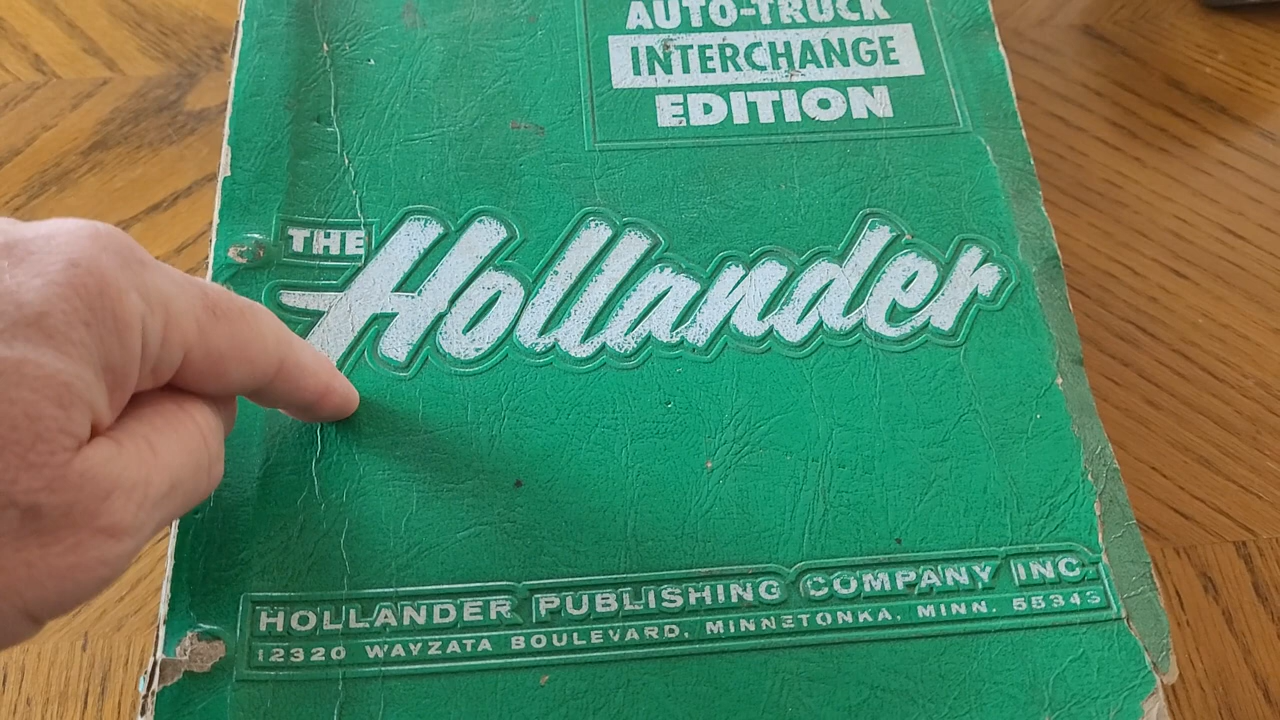 AUTO-TRUCK
INTERCHANGE
EDITION
THE Hollander
HOLLANDER PUBLISHING COMPANY INC.
12320 WAYZATA BOULEVARD, MINNETONKA, MINN. 55343